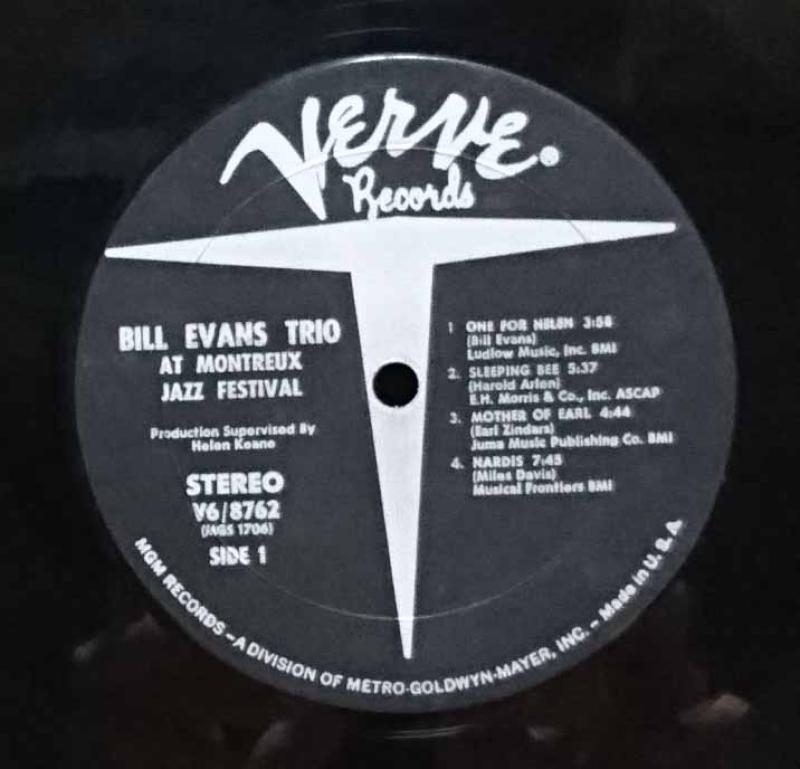 VERVE
Records
BILL EVANS TRIO
AT MONTREUX
JAZZ FESTIVAL
Production Supervised By
Helen Keane
STEREO
V6/8762
(MGS 1706)
SIDE 1
1 ONE FOR HELEN 3:58
(Bill Evans)
Ludlow Music, Inc. BMI
2. SLEEPING BEE 5:37
(Harold Arlen)
E.H. Morris & Co., Inc. ASCAP
3. MOTHER OF EARL 4:44
(Earl Zindars)
Juma Music Publishing Co. BMI
4. NARDIS 7:45
(Miles Davis)
Musical Frontiers BMI
MGM RECORDS – A DIVISION OF METRO-GOLDWYN-MAYER, INC. – Made in U. S. A.